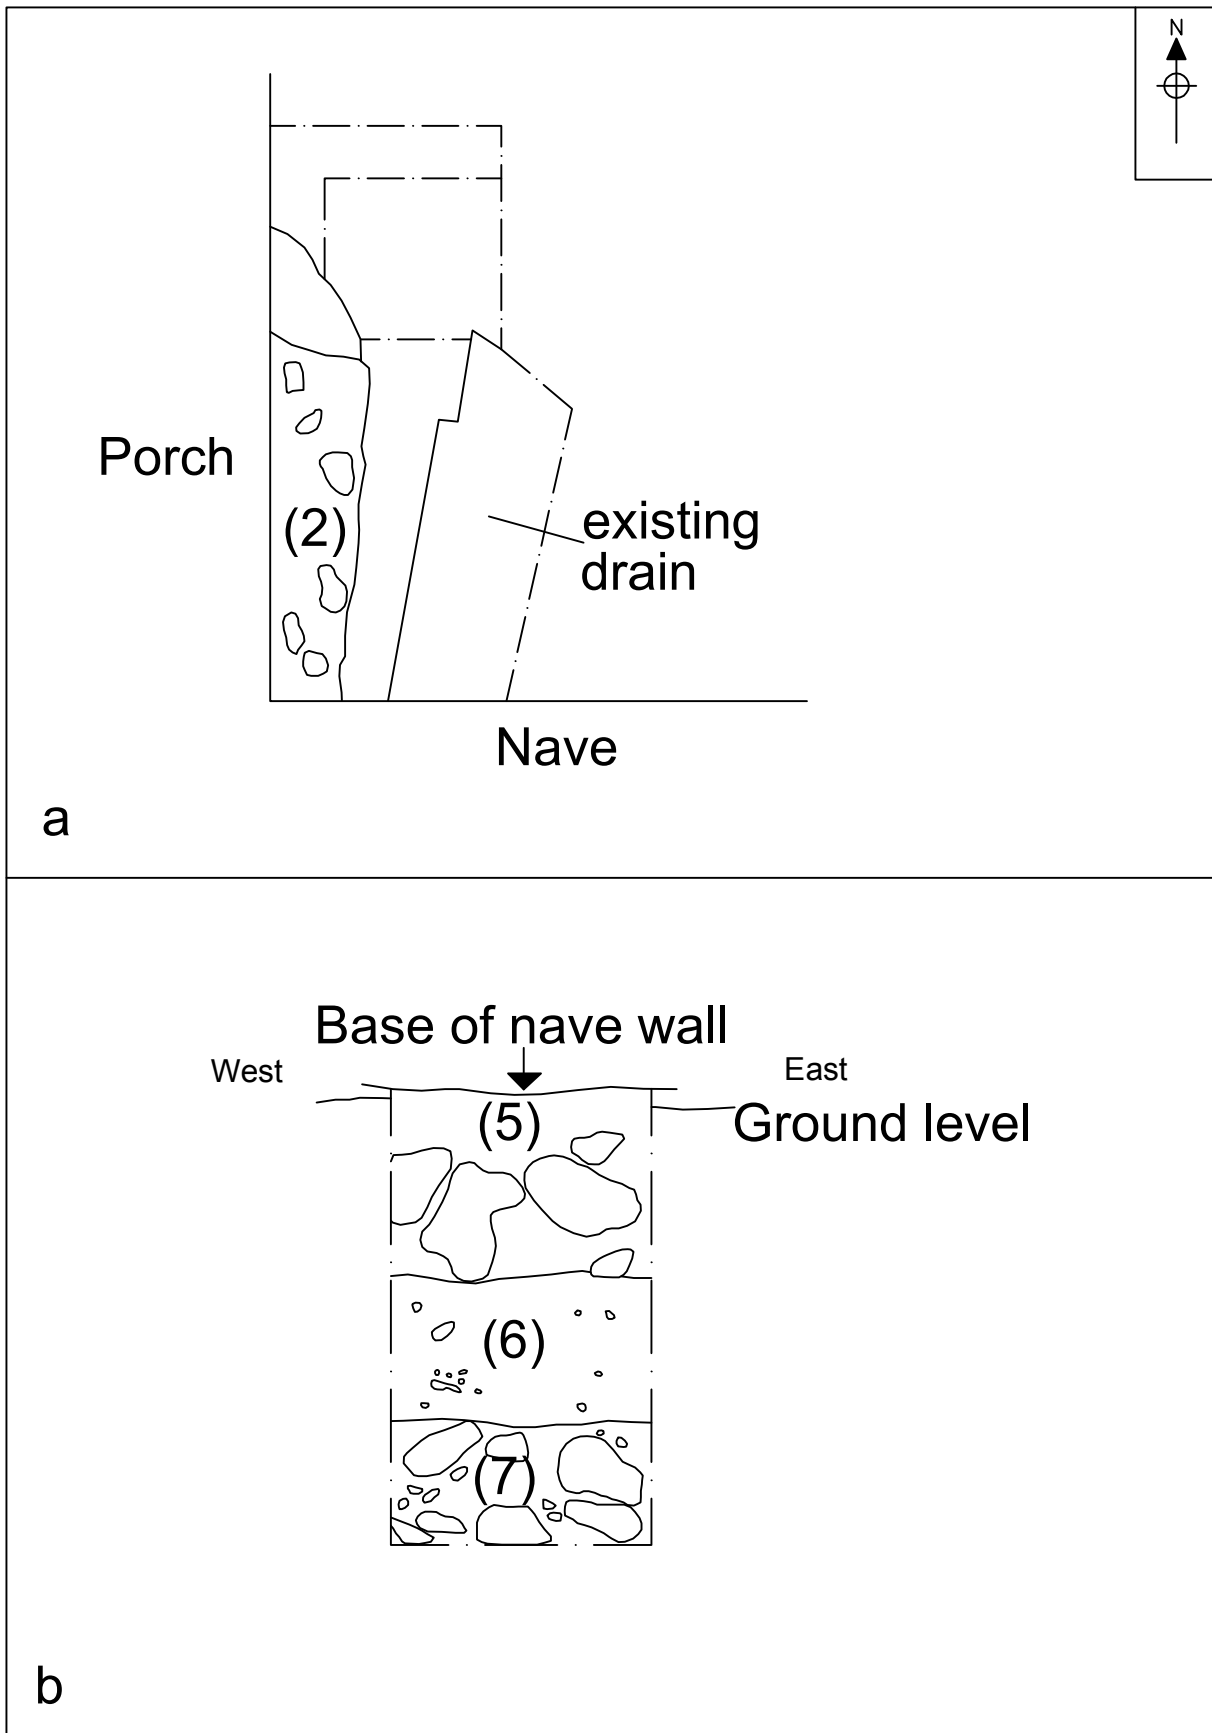 N
Porch
(2)
existing
drain
Nave
a
Base of nave wall
West
East
(5)
Ground level
(6)
(7)
b